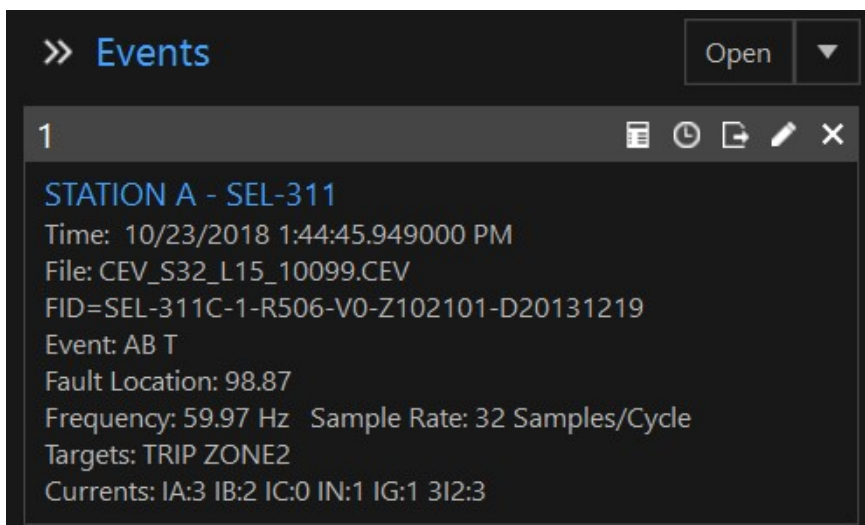 Events
Open
1
STATION A - SEL-311
Time: 10/23/2018 1:44:45.949000 PM
File: CEV_S32_L15_10099.CEV
FID=SEL-311C-1-R506-V0-Z102101-D20131219
Event: AB T
Fault Location: 98.87
Frequency: 59.97 Hz Sample Rate: 32 Samples/Cycle
Targets: TRIP ZONE2
Currents: IA:3 IB:2 IC:0 IN:1 IG:1 3I2:3